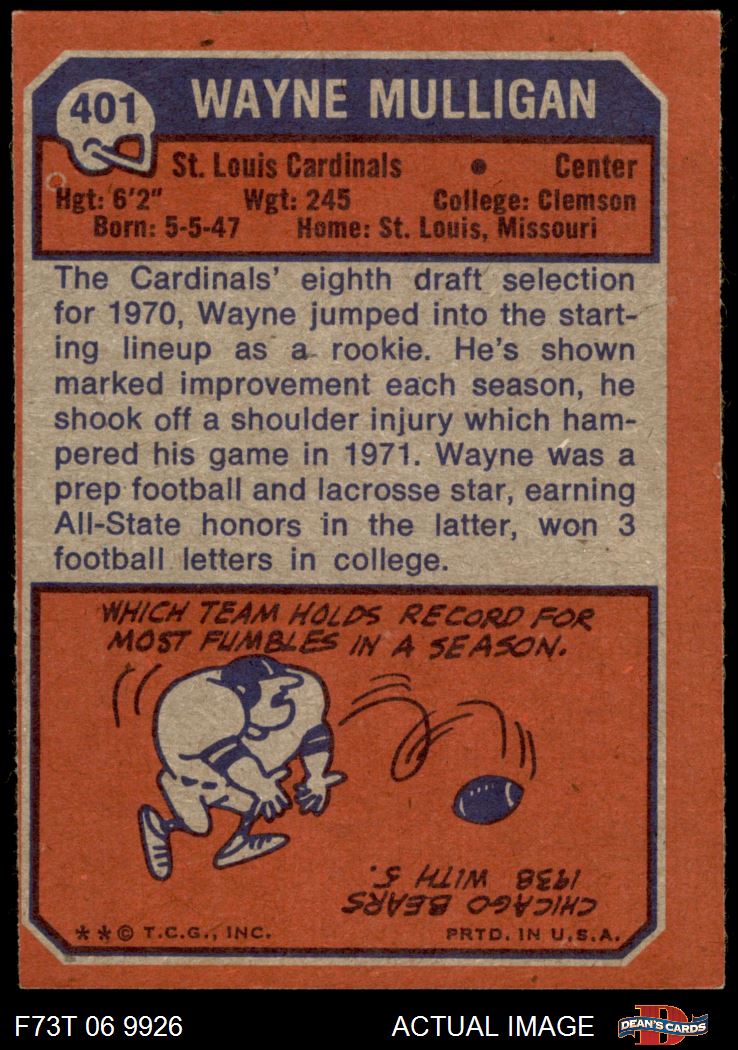 401
WAYNE MULLIGAN
St. Louis Cardinals • Center
Hgt: 6'2" Wgt: 245 College: Clemson
Born: 5-5-47 Home: St. Louis, Missouri
The Cardinals' eighth draft selection
for 1970, Wayne jumped into the start-
ing lineup as a rookie. He's shown
marked improvement each season, he
shook off a shoulder injury which ham-
pered his game in 1971. Wayne was a
prep football and lacrosse star, earning
All-State honors in the latter, won 3
football letters in college.
WHICH TEAM HOLDS RECORD FOR
MOST FUMBLES IN A SEASON.
CHICAGO BEARS
1938 WITH 5.
**© T.C.G., INC. PRTD. IN U.S.A.
F73T 06 9926 ACTUAL IMAGE
D
DEAN'S CARDS